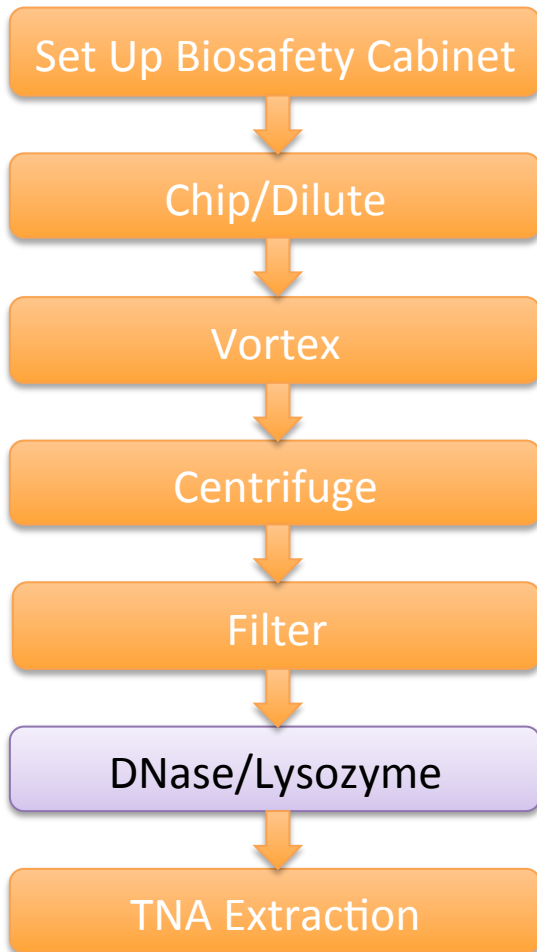 Set Up Biosafety Cabinet
Chip/Dilute
Vortex
Centrifuge
Filter
DNase/Lysozyme
TNA Extraction